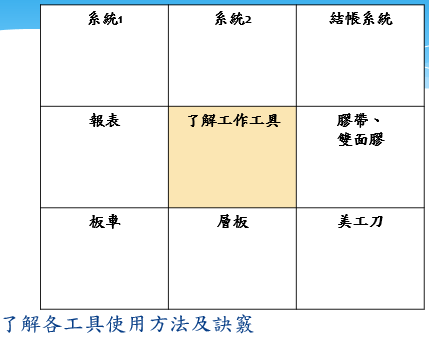 系統1
系統2
結帳系統
報表
了解工作工具
膠帶、
雙面膠
板車
層板
美工刀
了解各工具使用方法及訣竅